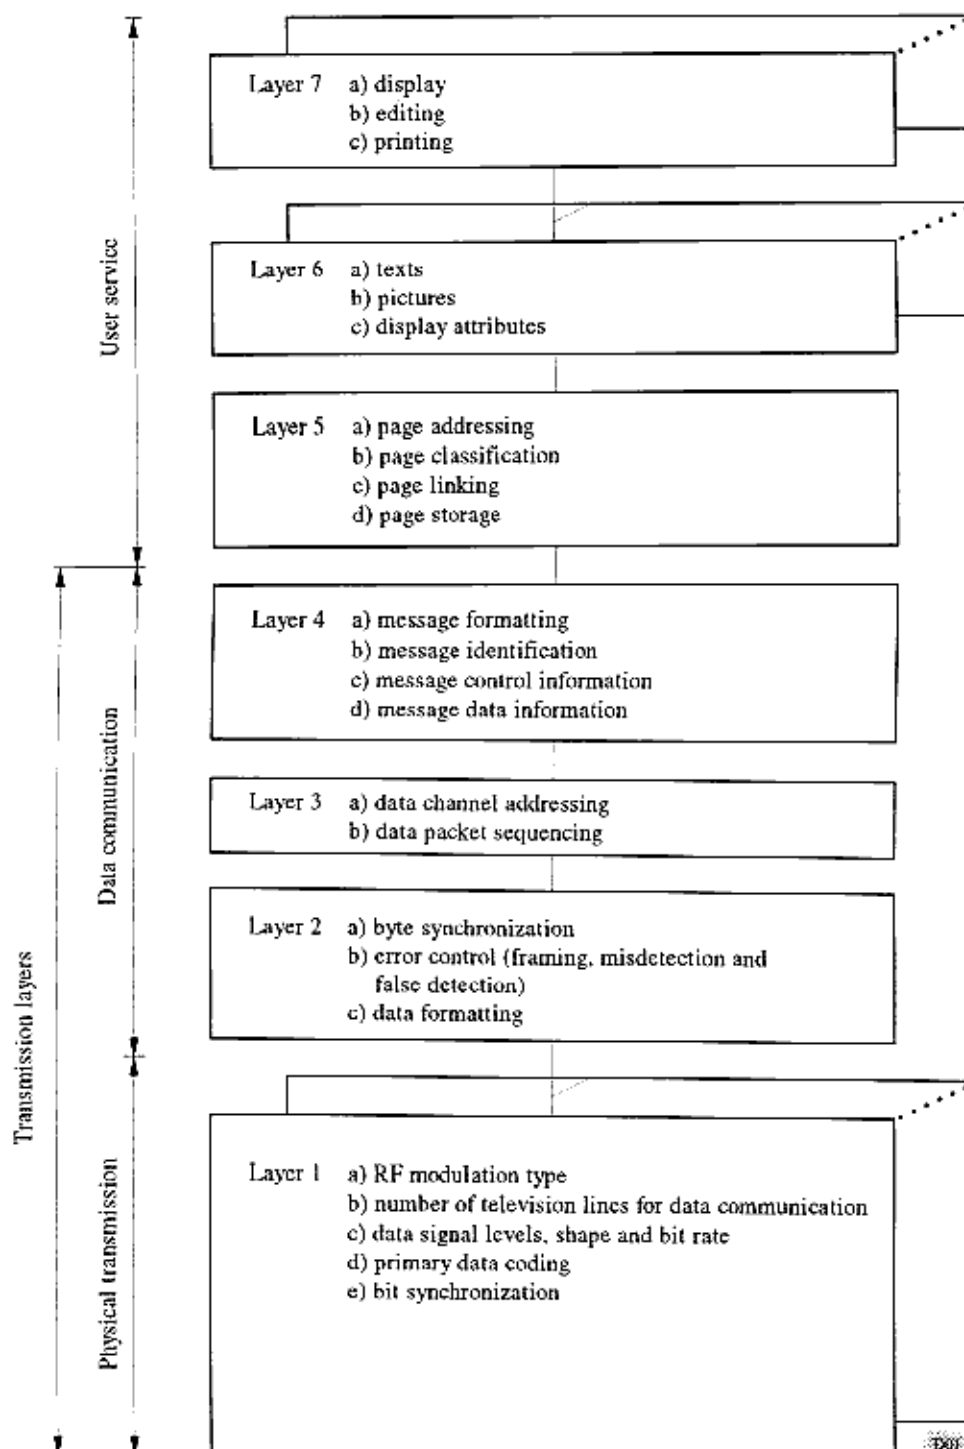 Layer 7 a) display
b) editing
c) printing
Layer 6 a) texts
b) pictures
c) display attributes
User service
Layer 5 a) page addressing
b) page classification
c) page linking
d) page storage
Layer 4 a) message formatting
b) message identification
c) message control information
d) message data information
Data communication
Layer 3 a) data channel addressing
b) data packet sequencing
Layer 2 a) byte synchronization
b) error control (framing, misdetection and
false detection)
c) data formatting
Transmission layers
Layer 1 a) RF modulation type
b) number of television lines for data communication
c) data signal levels, shape and bit rate
d) primary data coding
e) bit synchronization
Physical transmission